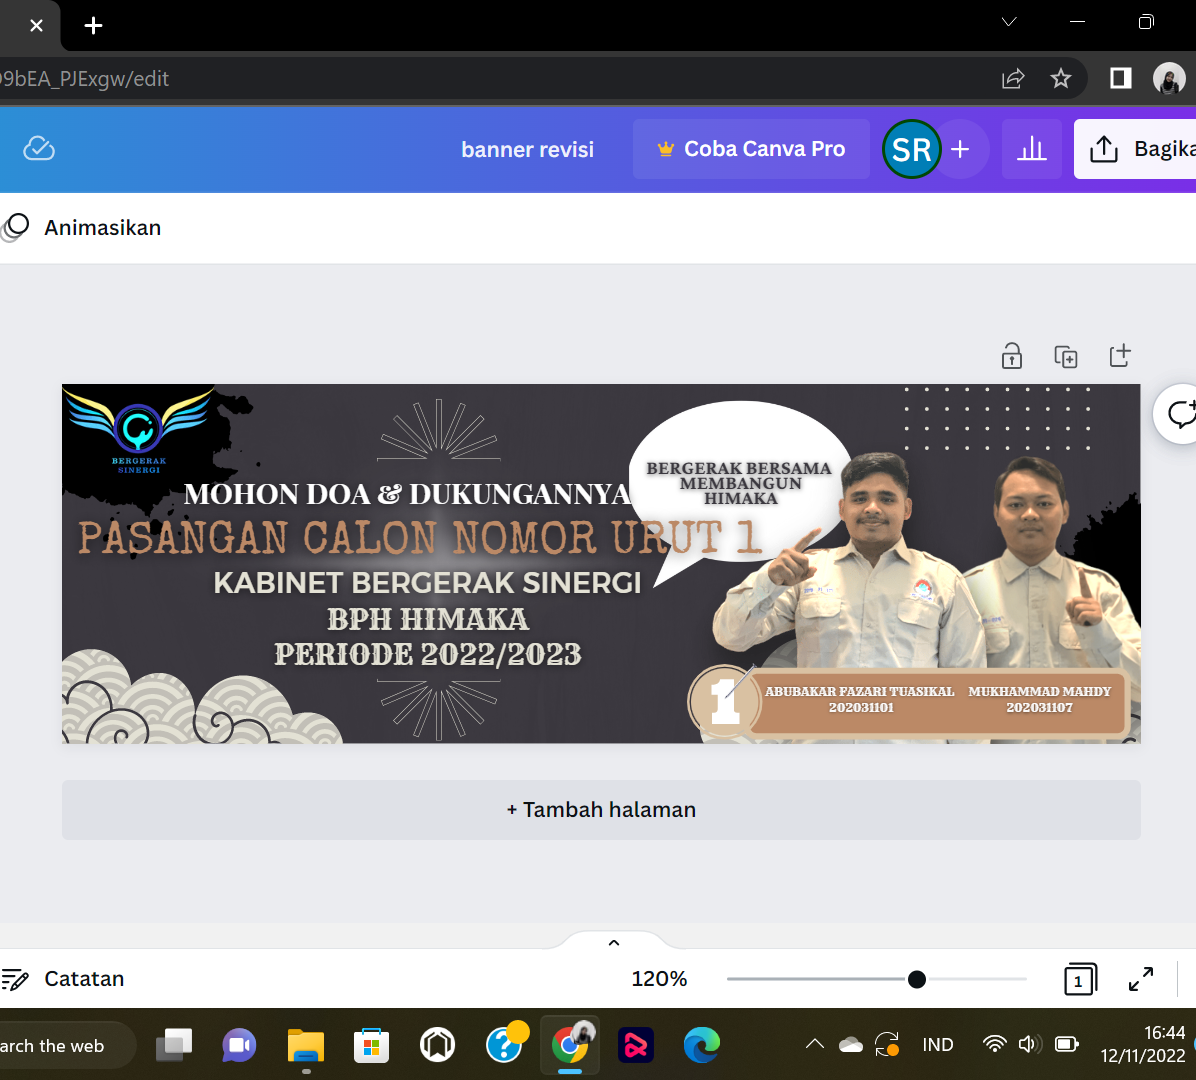 9bEA_PJExgw/edit
banner revisi
Coba Canva Pro
SR
Animasikan
BERGERAK
SINERGI
MOHON DOA & DUKUNGANNYA
PASANGAN CALON NOMOR URUT 1
KABINET BERGERAK SINERGI
BPH HIMAKA
PERIODE 2022/2023
BERGERAK BERSAMA
MEMBANGUN
HIMAKA
1
ABUBAKAR FAZARI TUASIKAL
202031101
MUKHAMMAD MAHDY
202031107
+ Tambah halaman
Catatan
120%
1
arch the web
IND
16:44
12/11/2022